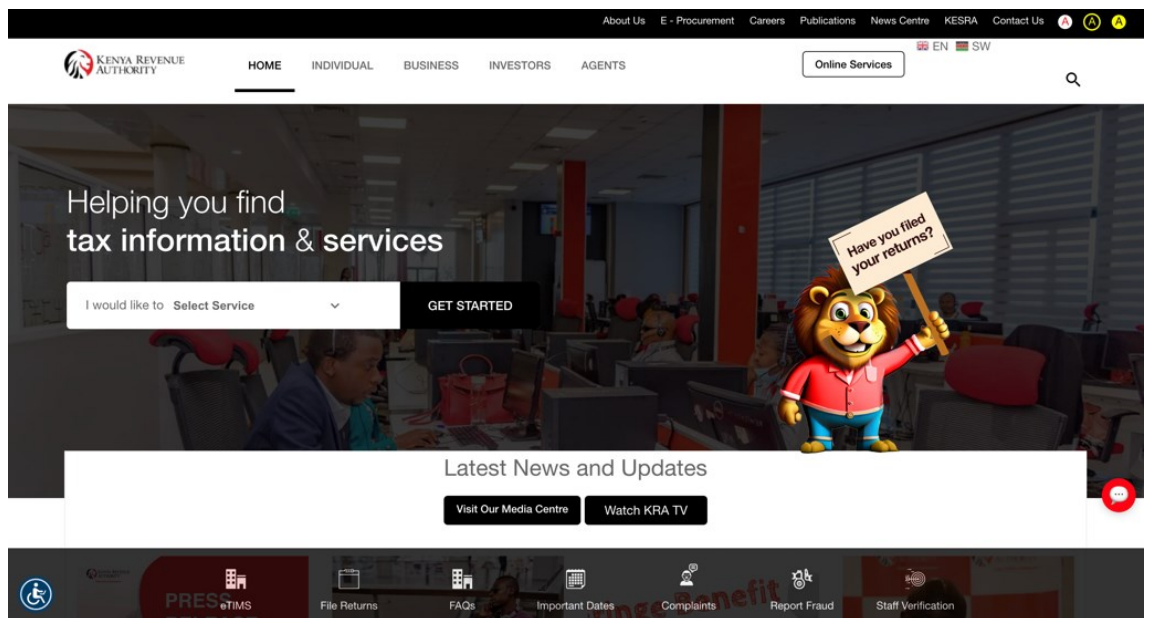 About Us E - Procurement Careers Publications News Centre KESRA Contact Us A A A
KENYA REVENUE
AUTHORITY
HOME INDIVIDUAL BUSINESS INVESTORS AGENTS
Online Services
EN SW
Helping you find
tax information & services
I would like to Select Service
GET STARTED
Have you filed
your returns?
Latest News and Updates
Visit Our Media Centre Watch KRA TV
PRESS
nge Benefit
eTIMS File Returns FAQs Important Dates Complaints Report Fraud Staff Verification